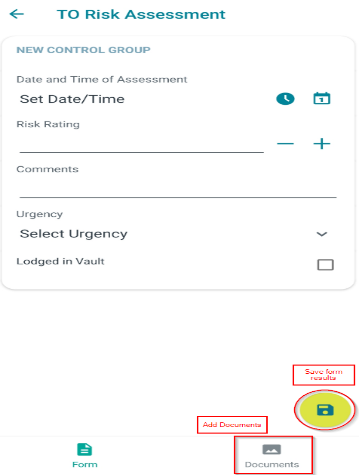 TO Risk Assessment
NEW CONTROL GROUP
Date and Time of Assessment
Set Date/Time
1
Risk Rating
Comments
Urgency
Select Urgency
Lodged in Vault
Save form
results
Add Documents
Form
Documents